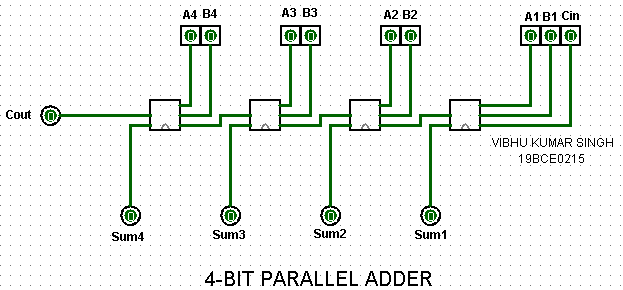 A4 B4 A3 B3 A2 B2 A1 B1 Cin
Cout
VIBHU KUMAR SINGH
19BCE0215
Sum4 Sum3 Sum2 Sum1
4-BIT PARALLEL ADDER